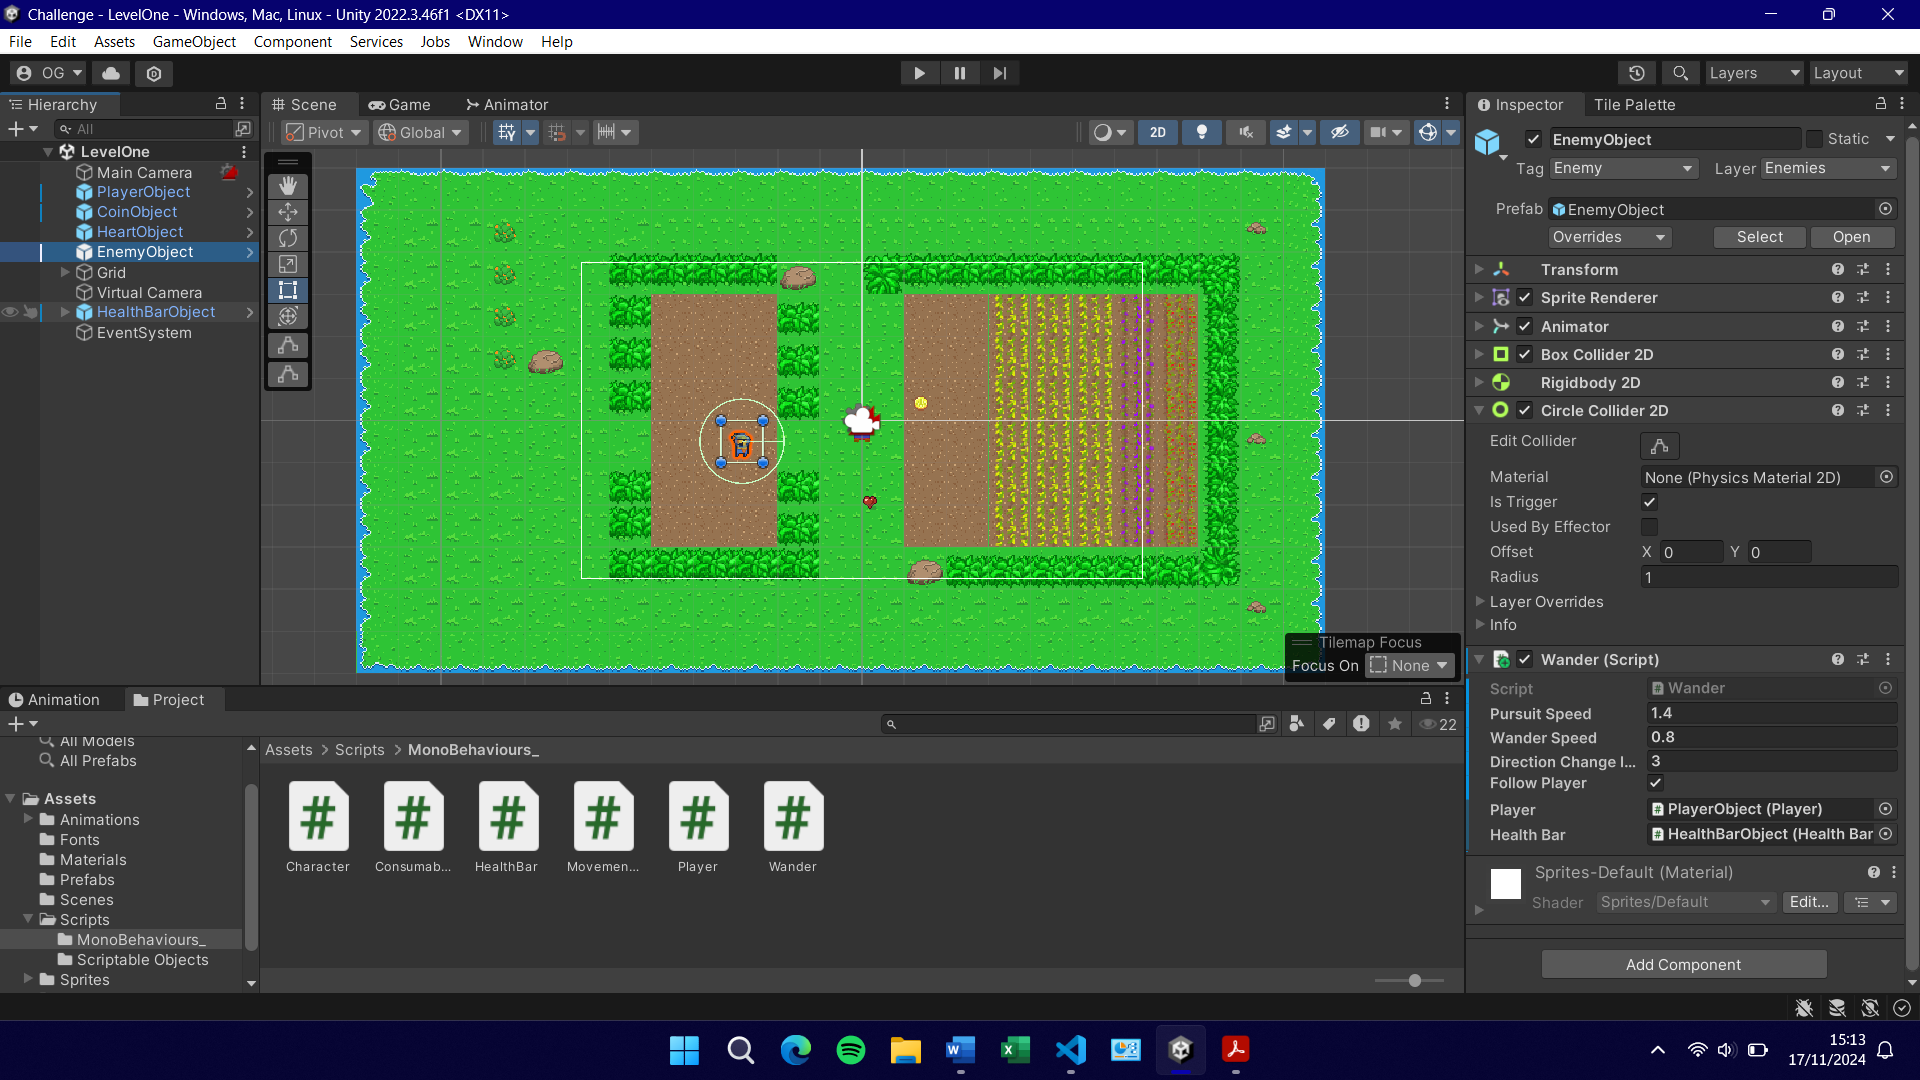 Challenge - LevelOne - Windows, Mac, Linux - Unity 2022.3.46f1 <DX11>
File Edit Assets GameObject Component Services Jobs Window Help
OG
Layers
Layout
Hierarchy
All
LevelOne
Main Camera
PlayerObject
CoinObject
HeartObject
EnemyObject
Grid
Virtual Camera
HealthBarObject
EventSystem
Scene Game Animator
Pivot Global 2D
Tilemap Focus
Focus On None
Inspector Tile Palette
EnemyObject Static
Tag Enemy Layer Enemies
Prefab EnemyObject
Overrides Select Open
Transform
Sprite Renderer
Animator
Box Collider 2D
Rigidbody 2D
Circle Collider 2D
Edit Collider
Material None (Physics Material 2D)
Is Trigger
Used By Effector
Offset X 0 Y 0
Radius 1
Layer Overrides
Info
Wander (Script)
Script Wander
Pursuit Speed 1.4
Wander Speed 0.8
Direction Change I... 3
Follow Player
Player PlayerObject (Player)
Health Bar HealthBarObject (Health Bar
Sprites-Default (Material)
Shader Sprites/Default Edit...
Add Component
Animation Project
22
All Models
All Prefabs
Assets
Animations
Fonts
Materials
Prefabs
Scenes
Scripts
MonoBehaviours_
Scriptable Objects
Sprites
Assets > Scripts > MonoBehaviours_
Character Consumab... HealthBar Movemen... Player Wander
15:13
17/11/2024